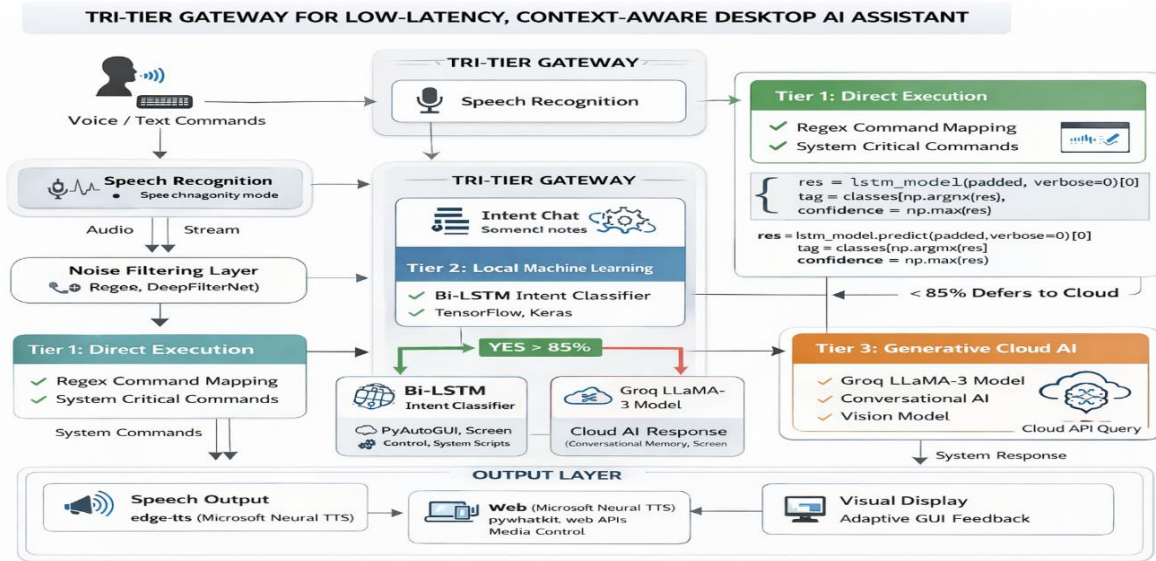 TRI-TIER GATEWAY FOR LOW-LATENCY, CONTEXT-AWARE DESKTOP AI ASSISTANT
Voice / Text Commands
TRI-TIER GATEWAY
Speech Recognition
Tier 1: Direct Execution
Regex Command Mapping
System Critical Commands
{ res = lstm_model(padded, verbose=0)[0]
tag = classes[np.argnx(res),
confidence = np.max(res)
res = lstm_model.predict(padded,verbose=0)[0]
tag = classes[np.argmx(res]
confidence = np.max(res)
< 85% Defers to Cloud
Speech Recognition
• Spee chnagonity mode
Audio
Stream
Noise Filtering Layer
Regee, DeepFilterNet)
Tier 1: Direct Execution
Regex Command Mapping
System Critical Commands
System Commands
TRI-TIER GATEWAY
Intent Chat
Somencl notes
Tier 2: Local Machine Learning
Bi-LSTM Intent Classifier
TensorFlow, Keras
YES > 85%
Bi-LSTM
Intent Classifier
PyAutoGUI, Screen
Control, System Scripts
Groq LLaMA-
3 Model
Cloud AI Response
(Conversational Memory, Screen
Tier 3: Generative Cloud AI
Groq LLaMA-3 Model
Conversational AI
Vision Model
Cloud API Query
System Response
OUTPUT LAYER
Speech Output
edge-tts (Microsoft Neural TTS)
Web (Microsoft Neural TTS)
pywhatkit, web APIs
Media Control
Visual Display
Adaptive GUI Feedback